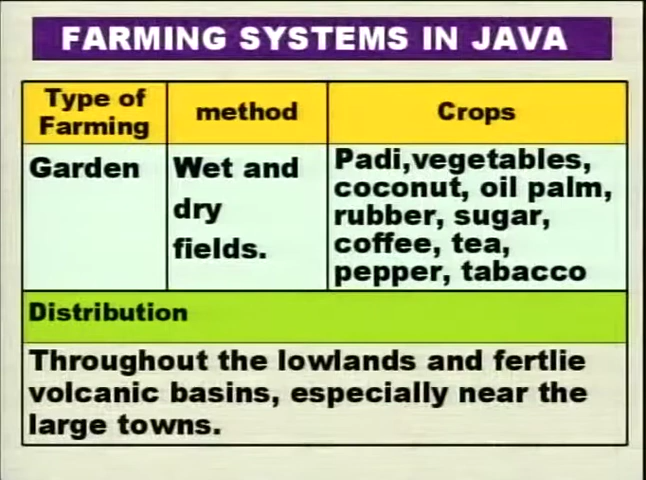 FARMING SYSTEMS IN JAVA
Type of Farming
method
Crops
Garden
Wet and
dry
fields.
Padi,vegetables,
coconut, oil palm,
rubber, sugar,
coffee, tea,
pepper, tabacco
Distribution
Throughout the lowlands and fertlie
volcanic basins, especially near the
large towns.